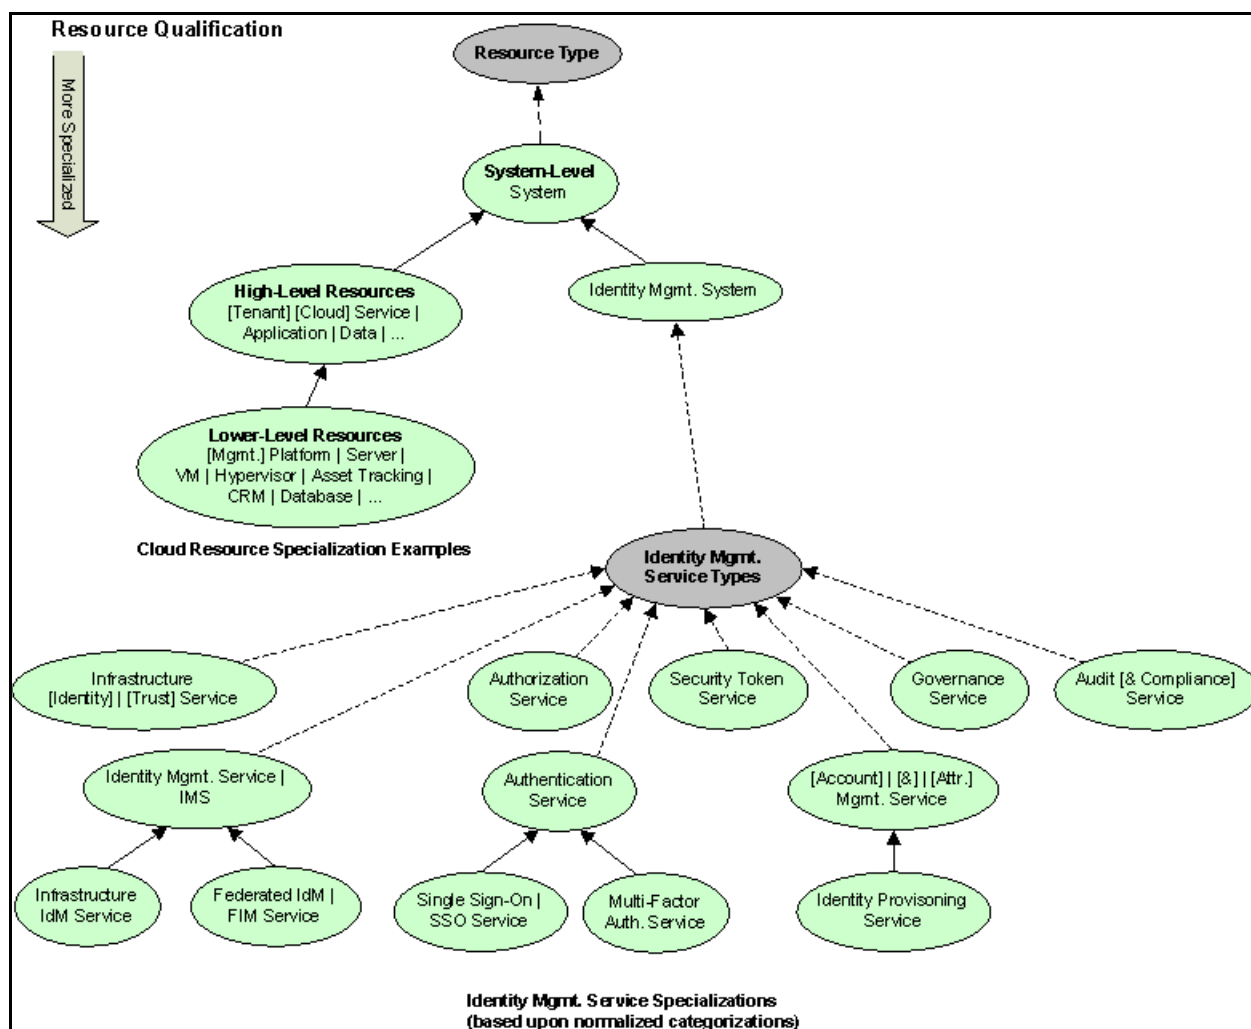 Resource Qualification
More Specialized
Resource Type
System-Level
System
High-Level Resources
[Tenant] [Cloud] Service |
Application | Data | ...
Identity Mgmt. System
Lower-Level Resources
[Mgmt.] Platform | Server |
VM | Hypervisor | Asset Tracking |
CRM | Database | ...
Cloud Resource Specialization Examples
Identity Mgmt.
Service Types
Infrastructure
[Identity] | [Trust] Service
Authorization
Service
Security Token
Service
Governance
Service
Audit [& Compliance]
Service
Identity Mgmt. Service |
IMS
Authentication
Service
[Account] | [&] | [Attr.]
Mgmt. Service
Infrastructure
IdM Service
Federated IdM |
FIM Service
Single Sign-On |
SSO Service
Multi-Factor
Auth. Service
Identity Provisoning
Service
Identity Mgmt. Service Specializations
(based upon normalized categorizations)